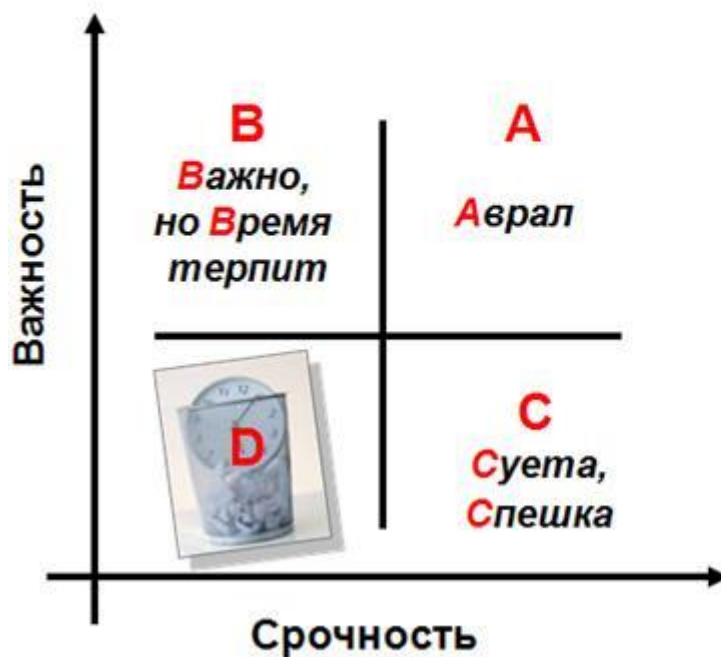 Важность
B
Важно,
но Время
терпит
A
Аврал
D
C
Суета,
Спешка
Срочность